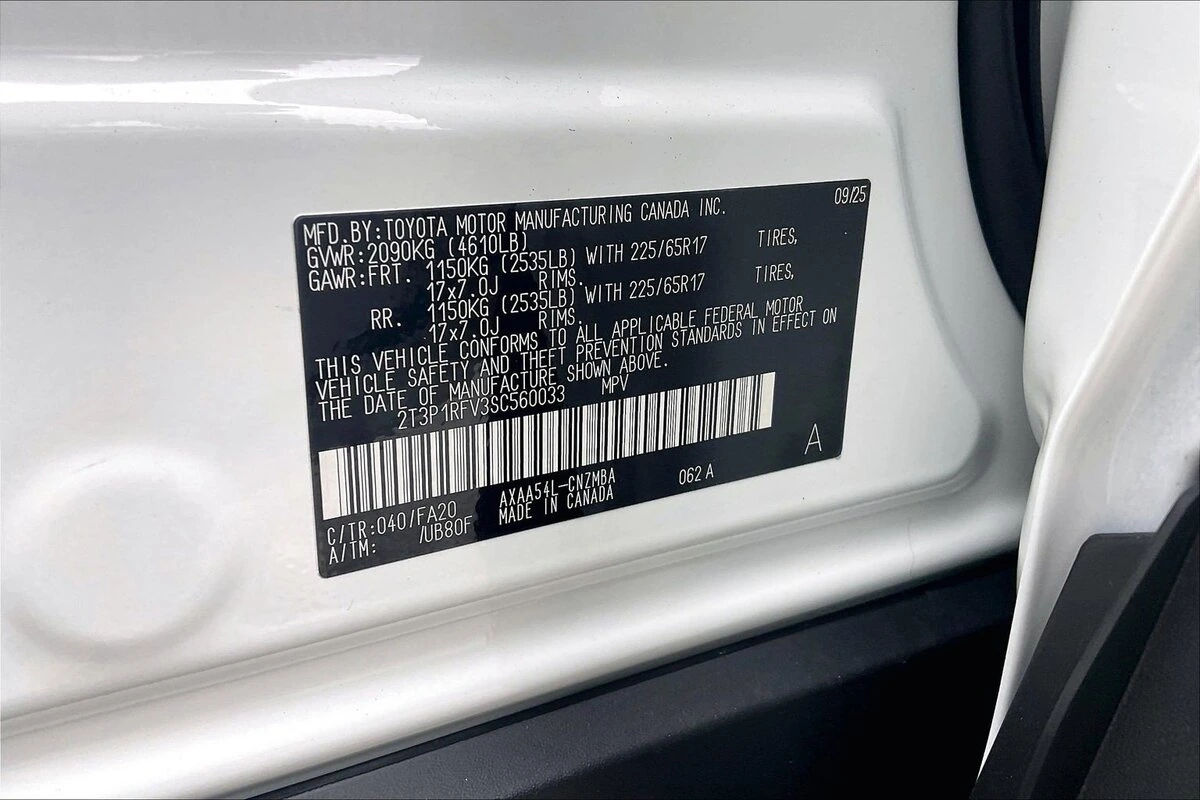 09/25
MFD.BY:TOYOTA MOTOR MANUFACTURING CANADA INC.
GVWR:2090KG (4610LB)
GAWR:FRT. 1150KG (2535LB) WITH 225/65R17 TIRES,
17x7.0J RIMS.
RR. 1150KG (2535LB) WITH 225/65R17 TIRES,
17x7.0J RIMS.
THIS VEHICLE CONFORMS TO ALL APPLICABLE FEDERAL MOTOR
VEHICLE SAFETY AND THEFT PREVENTION STANDARDS IN EFFECT ON
THE DATE OF MANUFACTURE SHOWN ABOVE.
2T3P1RFV3SC560033 MPV
A
C/TR:040/FA20 AXAA54L-CNZMBA 062 A
A/TM: /UB80F MADE IN CANADA